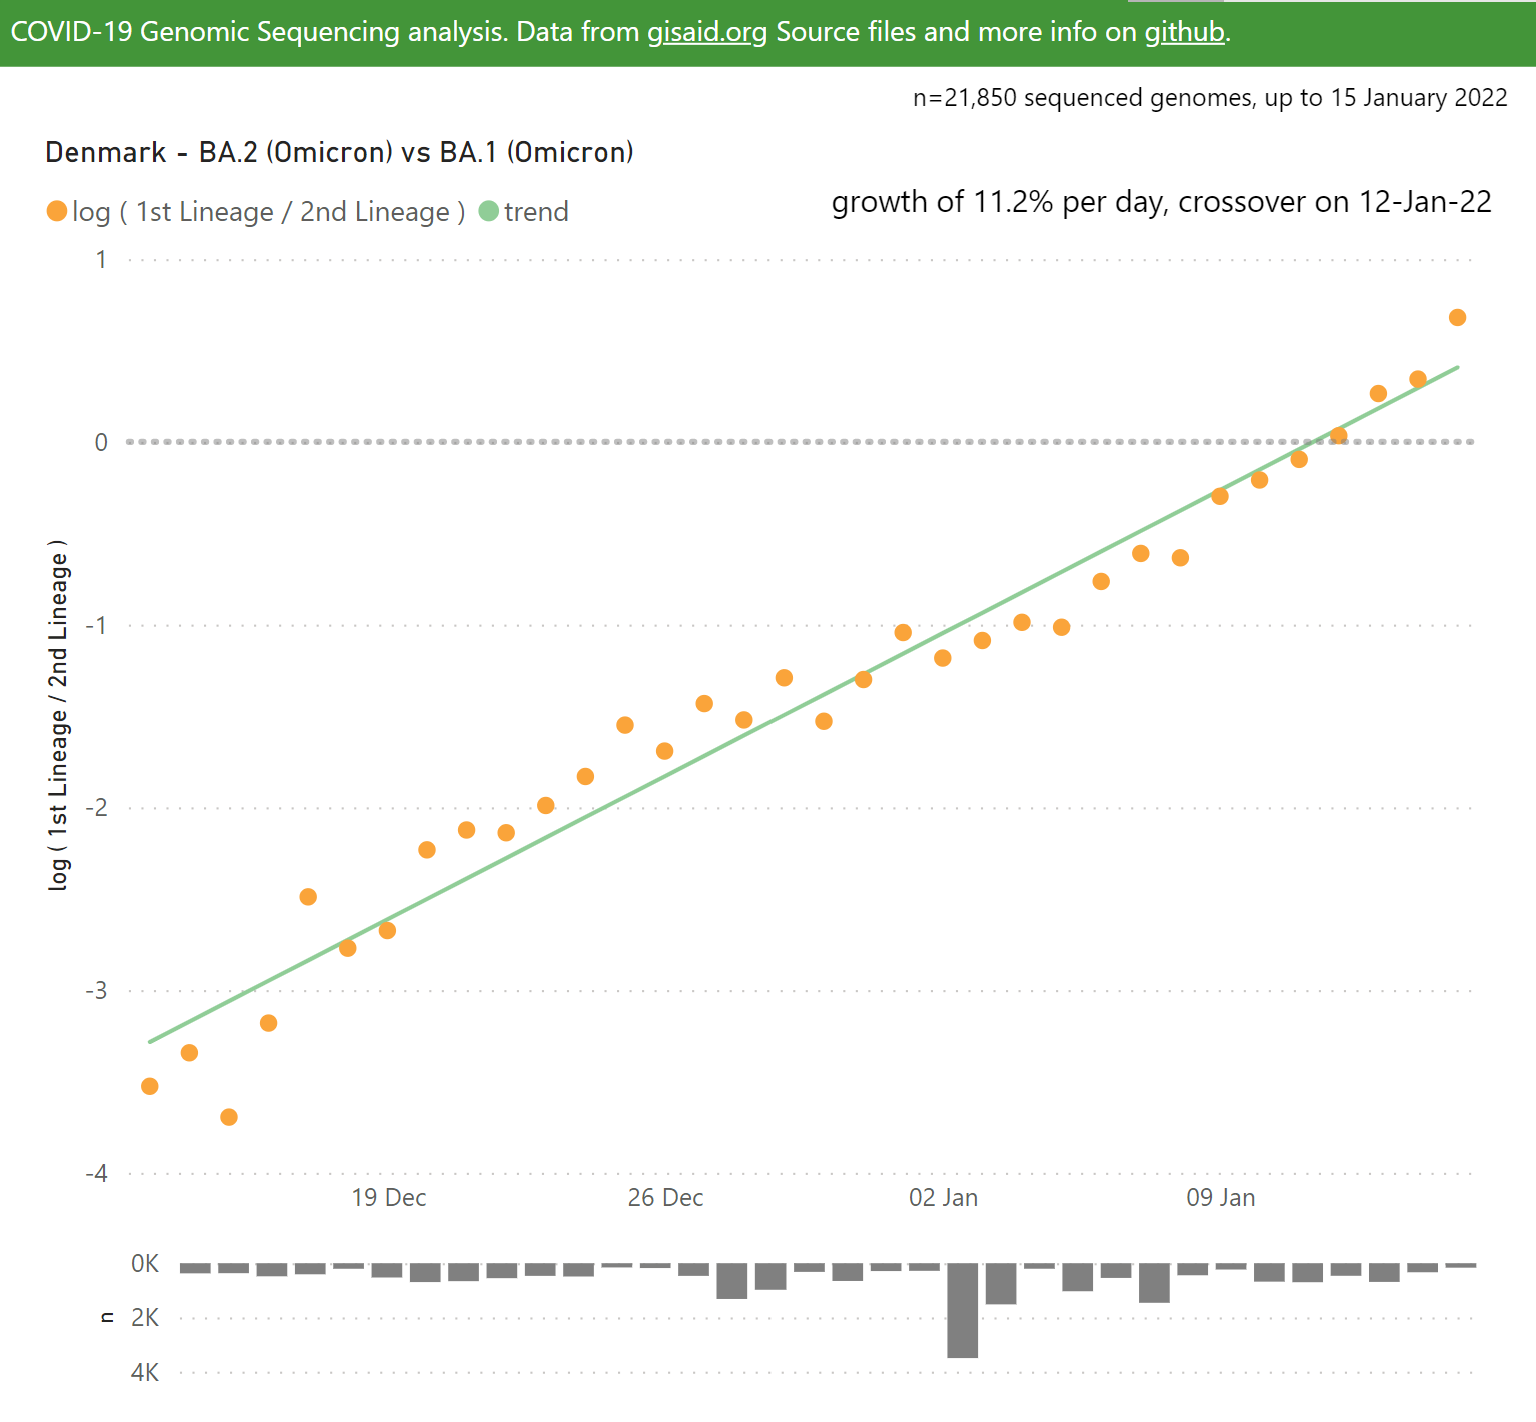 COVID-19 Genomic Sequencing analysis. Data from gisaid.org Source files and more info on github.
n=21,850 sequenced genomes, up to 15 January 2022
Denmark - BA.2 (Omicron) vs BA.1 (Omicron)
log ( 1st Lineage / 2nd Lineage ) trend
growth of 11.2% per day, crossover on 12-Jan-22
1
0
-1
-2
-3
-4
log ( 1st Lineage / 2nd Lineage )
19 Dec 26 Dec 02 Jan 09 Jan
0K
2K
4K
n